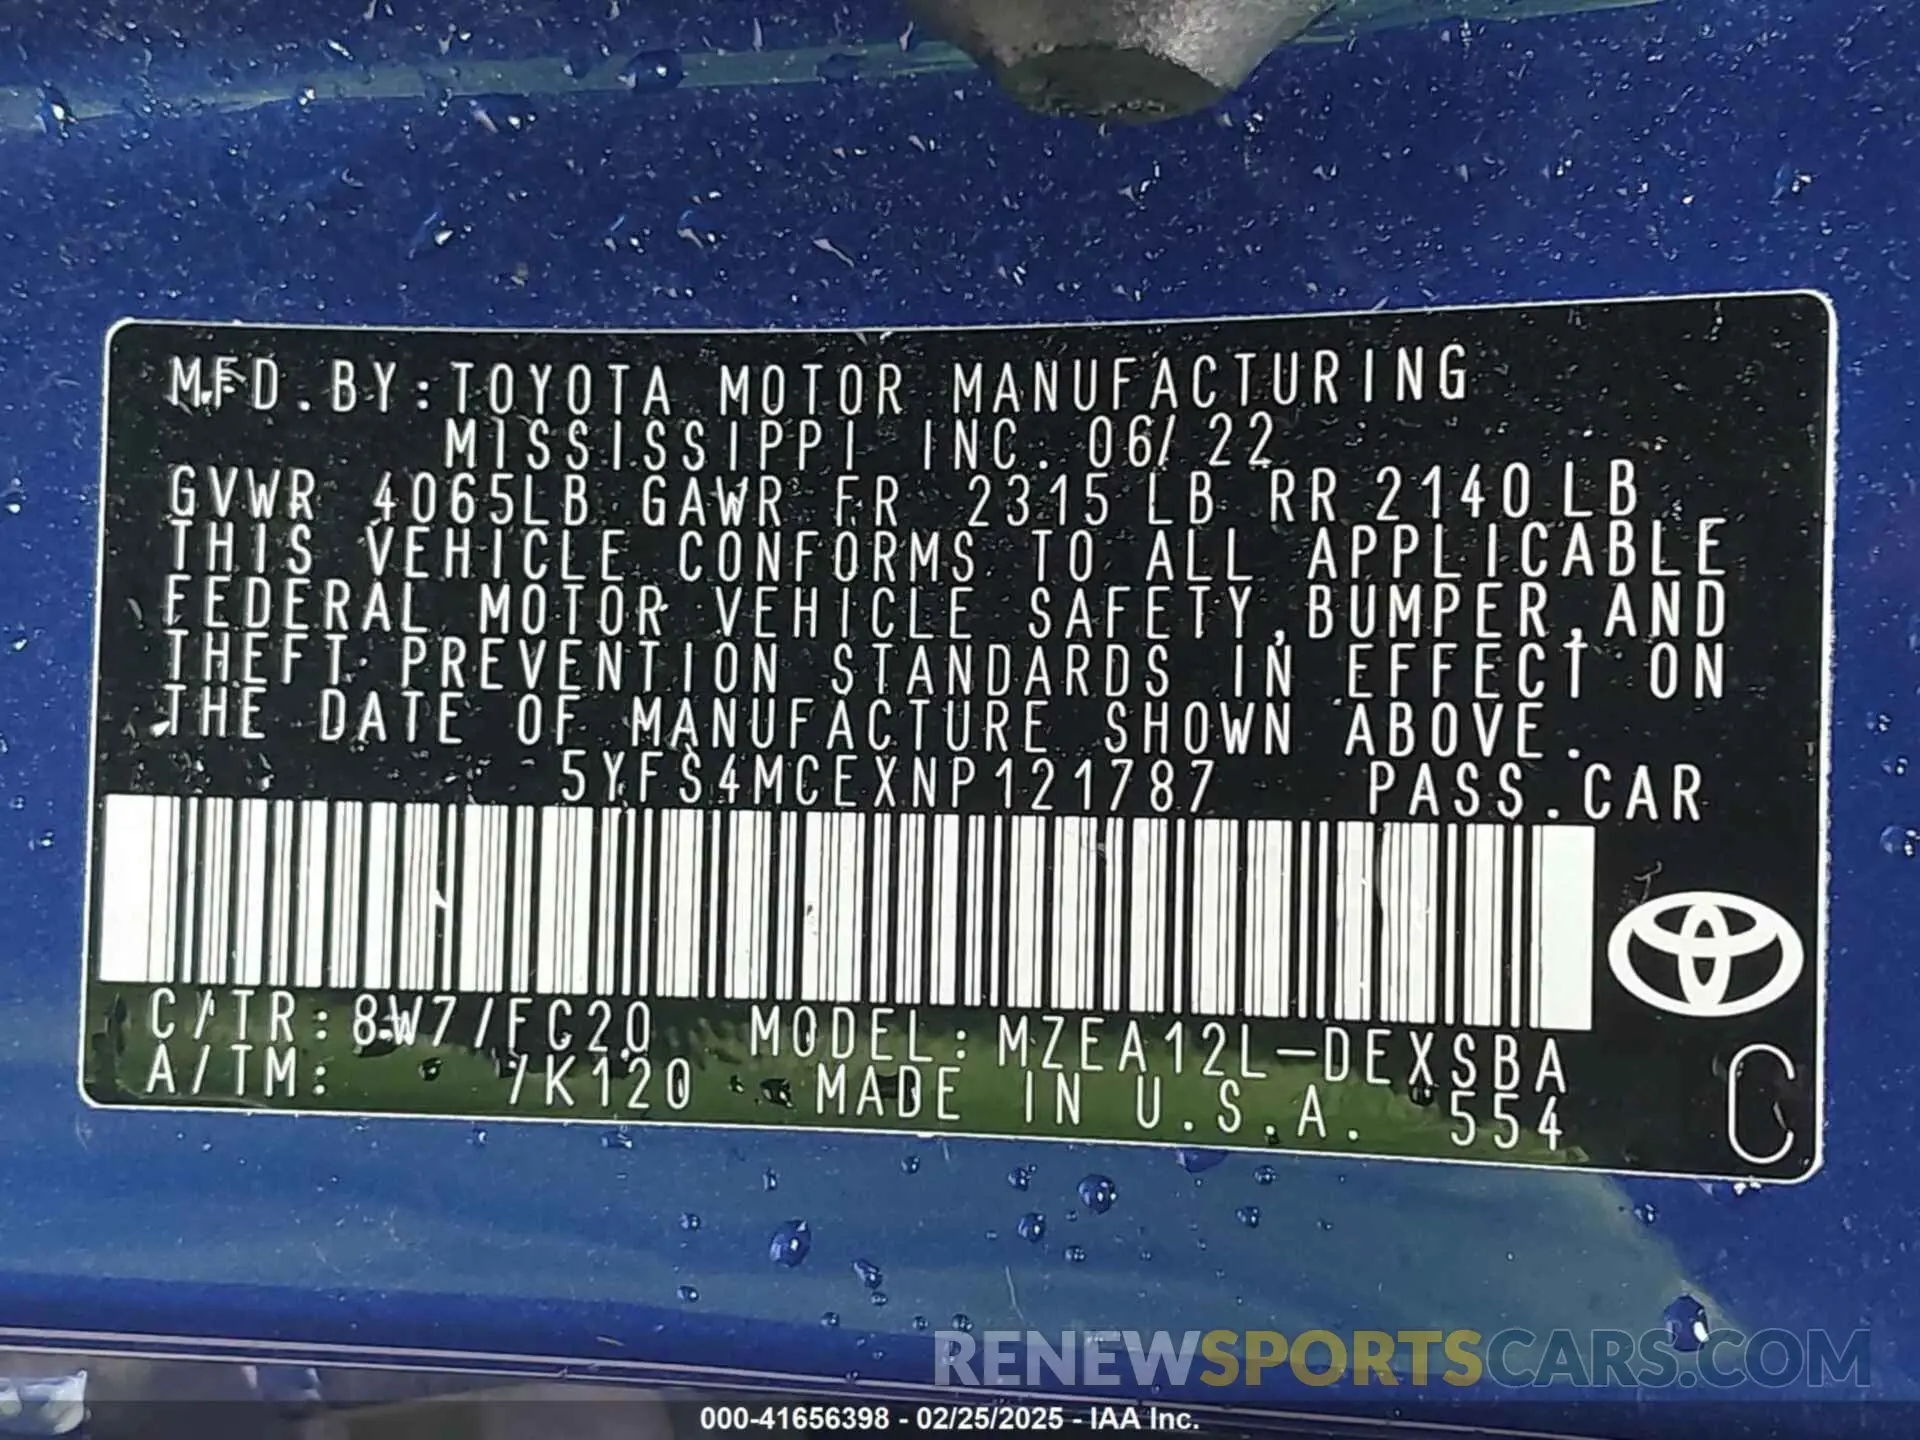 MFD.BY:TOYOTA MOTOR MANUFACTURING
MISSISSIPPI INC. 06/22
GVWR 4065LB GAWR FR 2315LB RR 2140LB
THIS VEHICLE CONFORMS TO ALL APPLICABLE
FEDERAL MOTOR VEHICLE SAFETY,BUMPER,AND
THEFT PREVENTION STANDARDS IN EFFECT ON
THE DATE OF MANUFACTURE SHOWN ABOVE.
5YFS4MCEXNP121787 PASS.CAR
C/TR:8W7/FC20 MODEL:MZEA12L-DEXSBA
A/TM: /K120 MADE IN U.S.A. 554
C
RENEWSPORTSCARS.COM
000-41656398 - 02/25/2025 - IAA Inc.